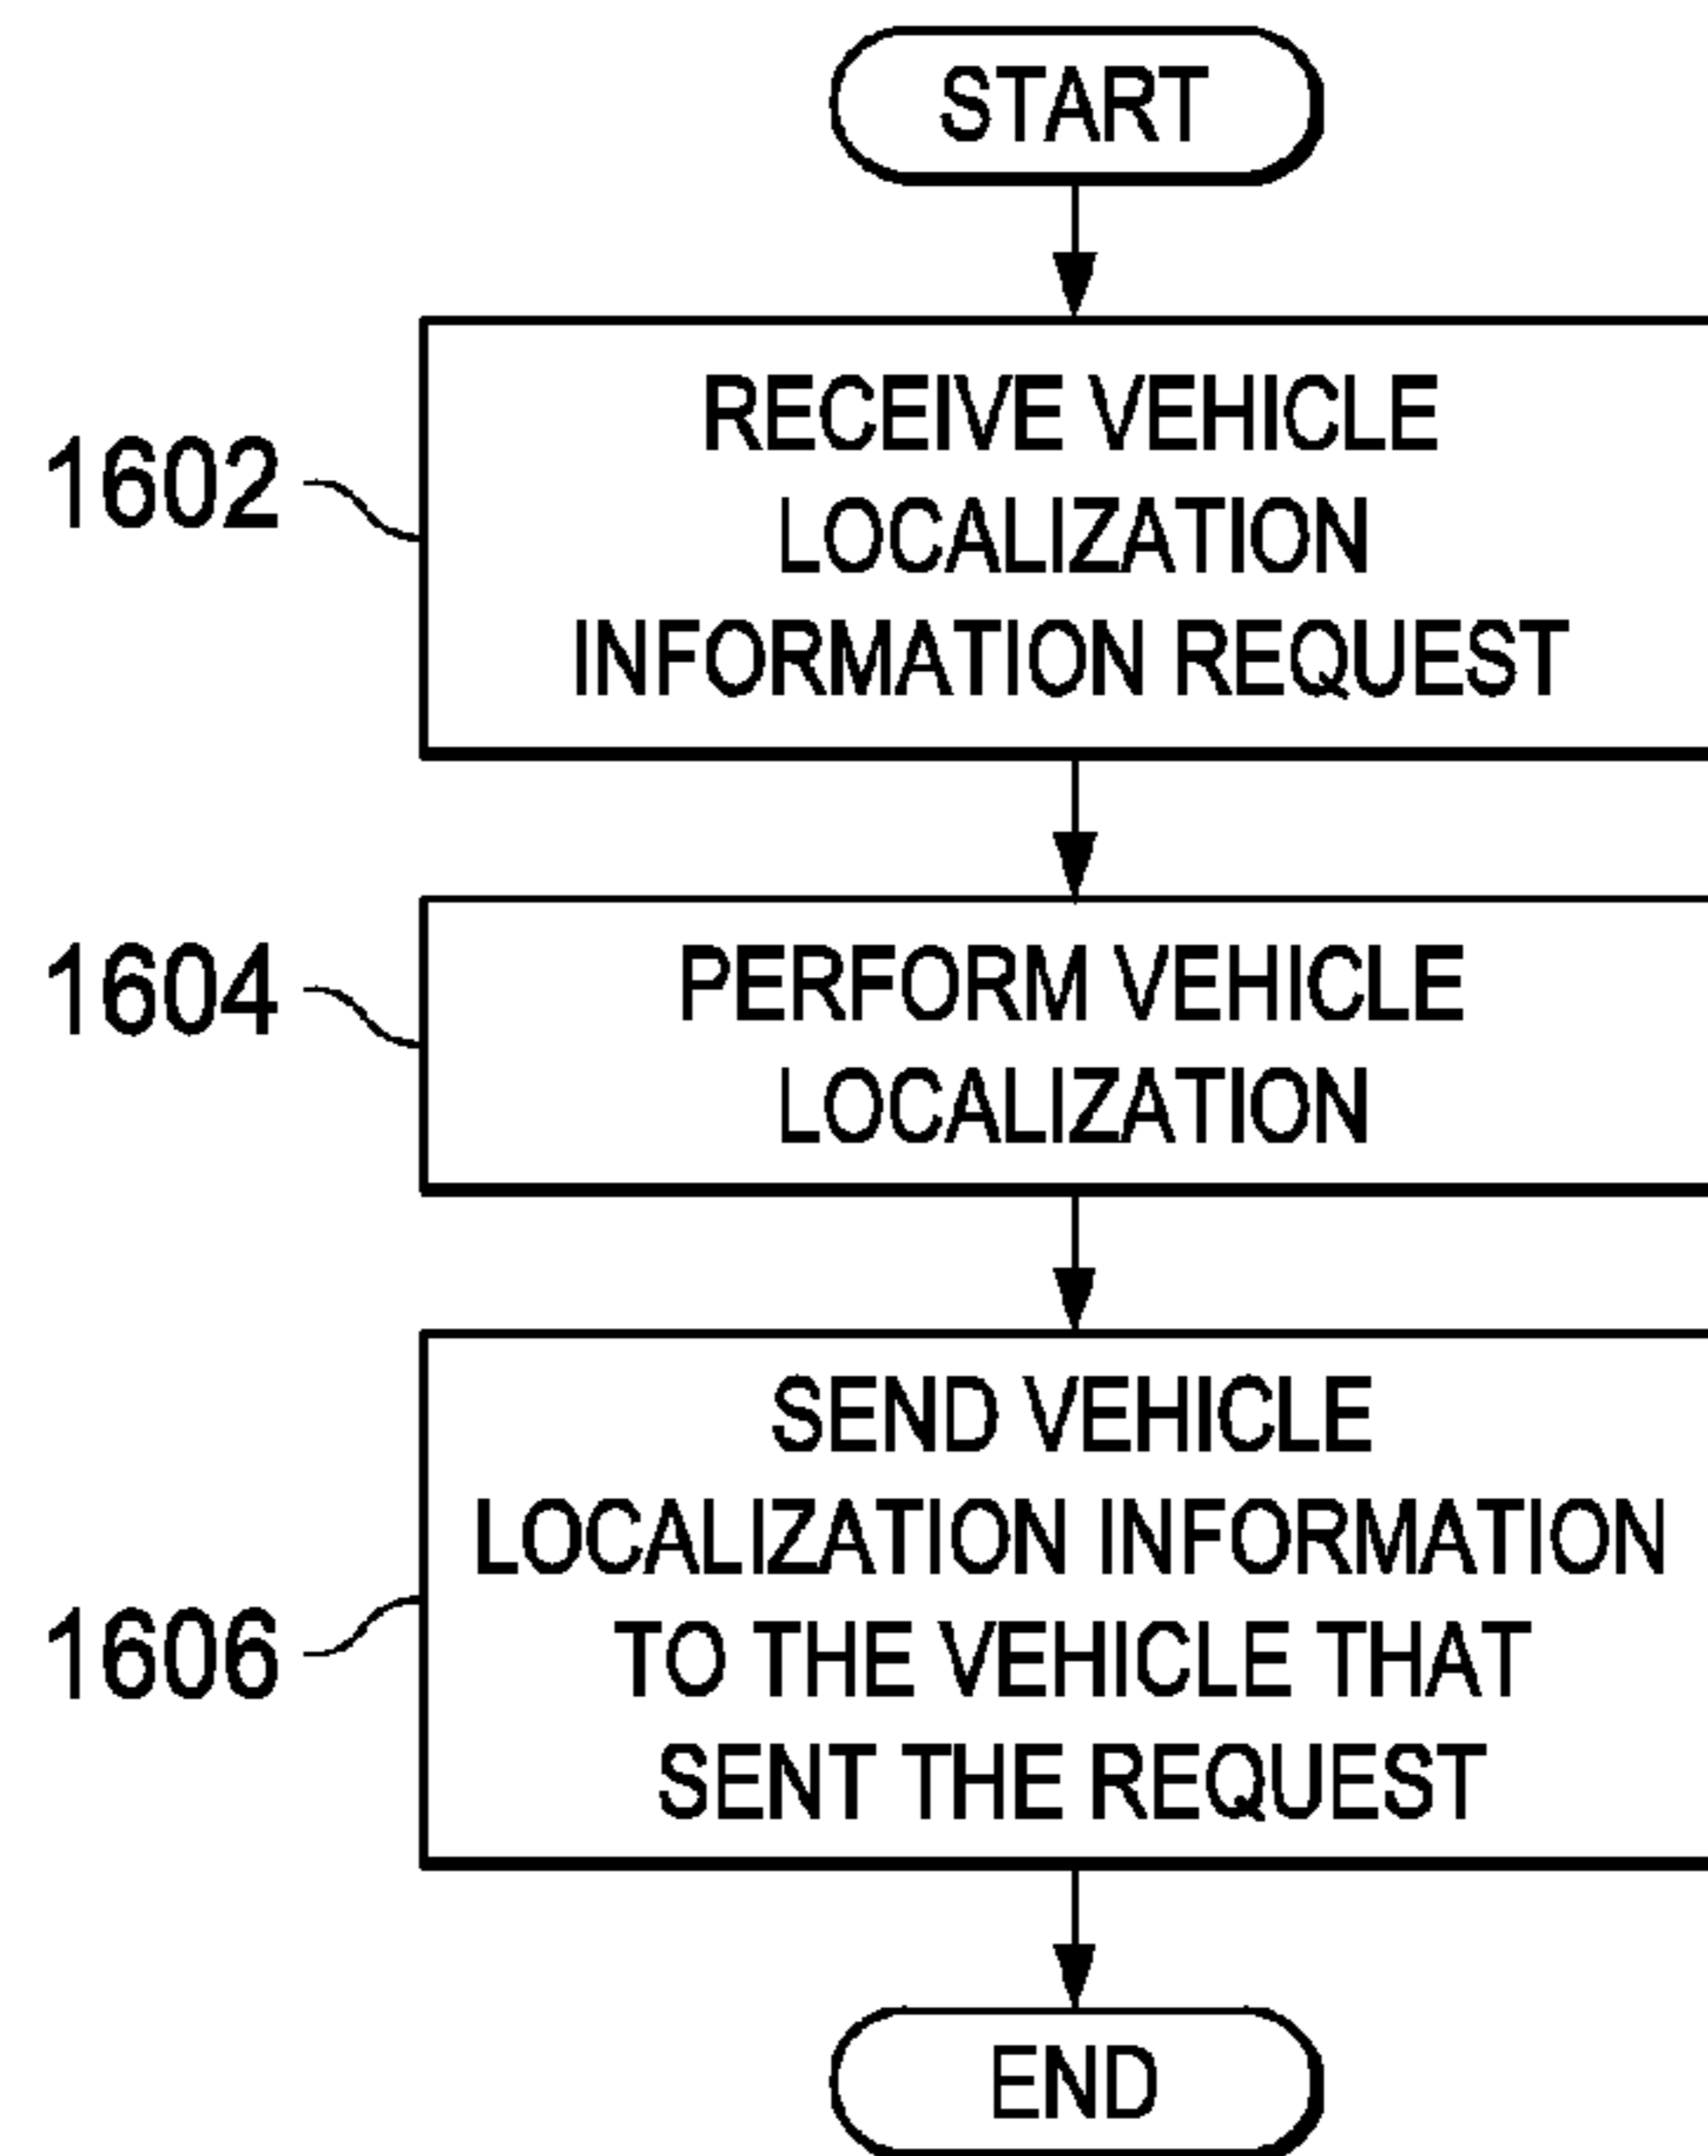 START
1602
RECEIVE VEHICLE
LOCALIZATION
INFORMATION REQUEST
1604
PERFORM VEHICLE
LOCALIZATION
1606
SEND VEHICLE
LOCALIZATION INFORMATION
TO THE VEHICLE THAT
SENT THE REQUEST
END